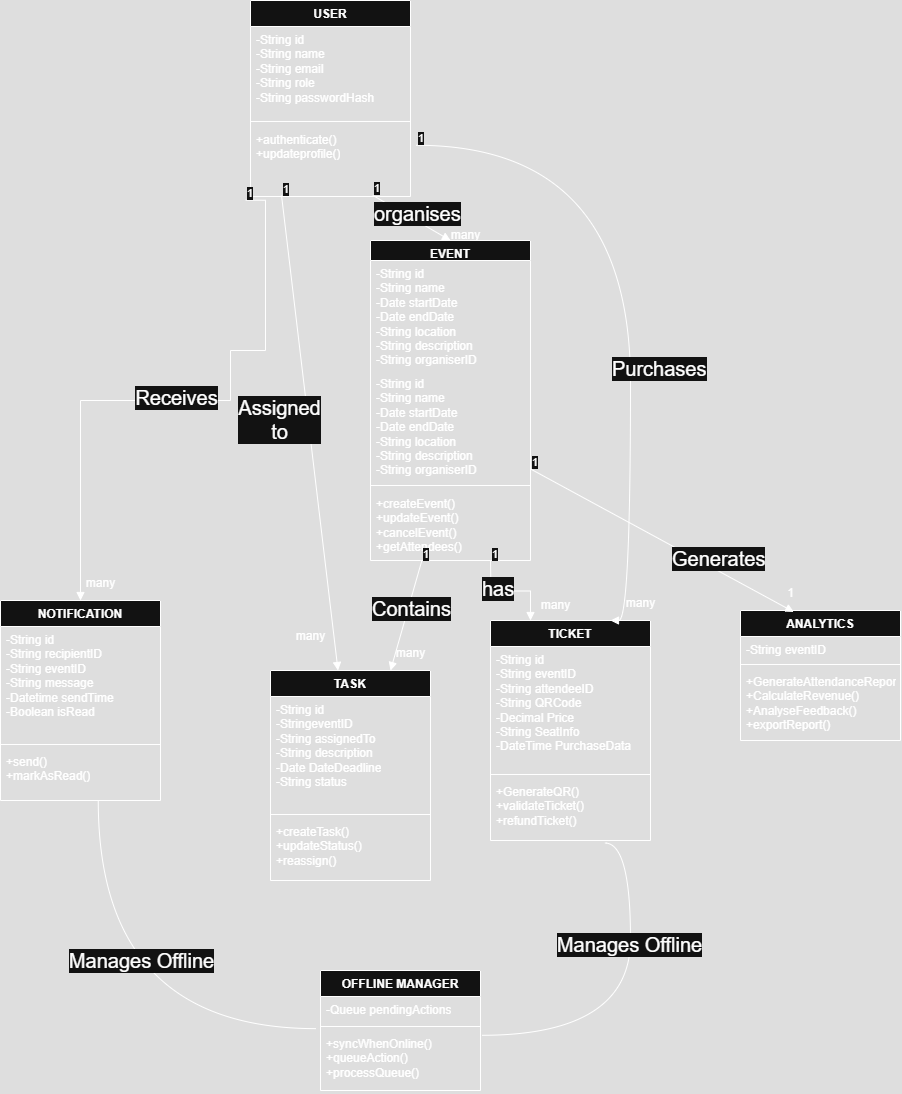 USER
-String id
-String name
-String email
-String role
-String passwordHash
+authenticate()
+updateprofile()
1
1
1
1
organises
many
EVENT
-String id
-String name
-Date startDate
-Date endDate
-String location
-String description
-String organiserID
-String id
-String name
-Date startDate
-Date endDate
-String location
-String description
-String organiserID
+createEvent()
+updateEvent()
+cancelEvent()
+getAttendees()
Purchases
Receives
Assigned
to
1
1
1
Generates
has
Contains
many
many
many
1
many
many
NOTIFICATION
-String id
-String recipientID
-String eventID
-String message
-Datetime sendTime
-Boolean isRead
+send()
+markAsRead()
TASK
-String id
-StringeventID
-String assignedTo
-String description
-Date DateDeadline
-String status
+createTask()
+updateStatus()
+reassign()
TICKET
-String id
-String eventID
-String attendeeID
-String QRCode
-Decimal Price
-String SeatInfo
-DateTime PurchaseData
+GenerateQR()
+validateTicket()
+refundTicket()
ANALYTICS
-String eventID
+GenerateAttendanceRepor
+CalculateRevenue()
+AnalyseFeedback()
+exportReport()
Manages Offline
Manages Offline
OFFLINE MANAGER
-Queue pendingActions
+syncWhenOnline()
+queueAction()
+processQueue()